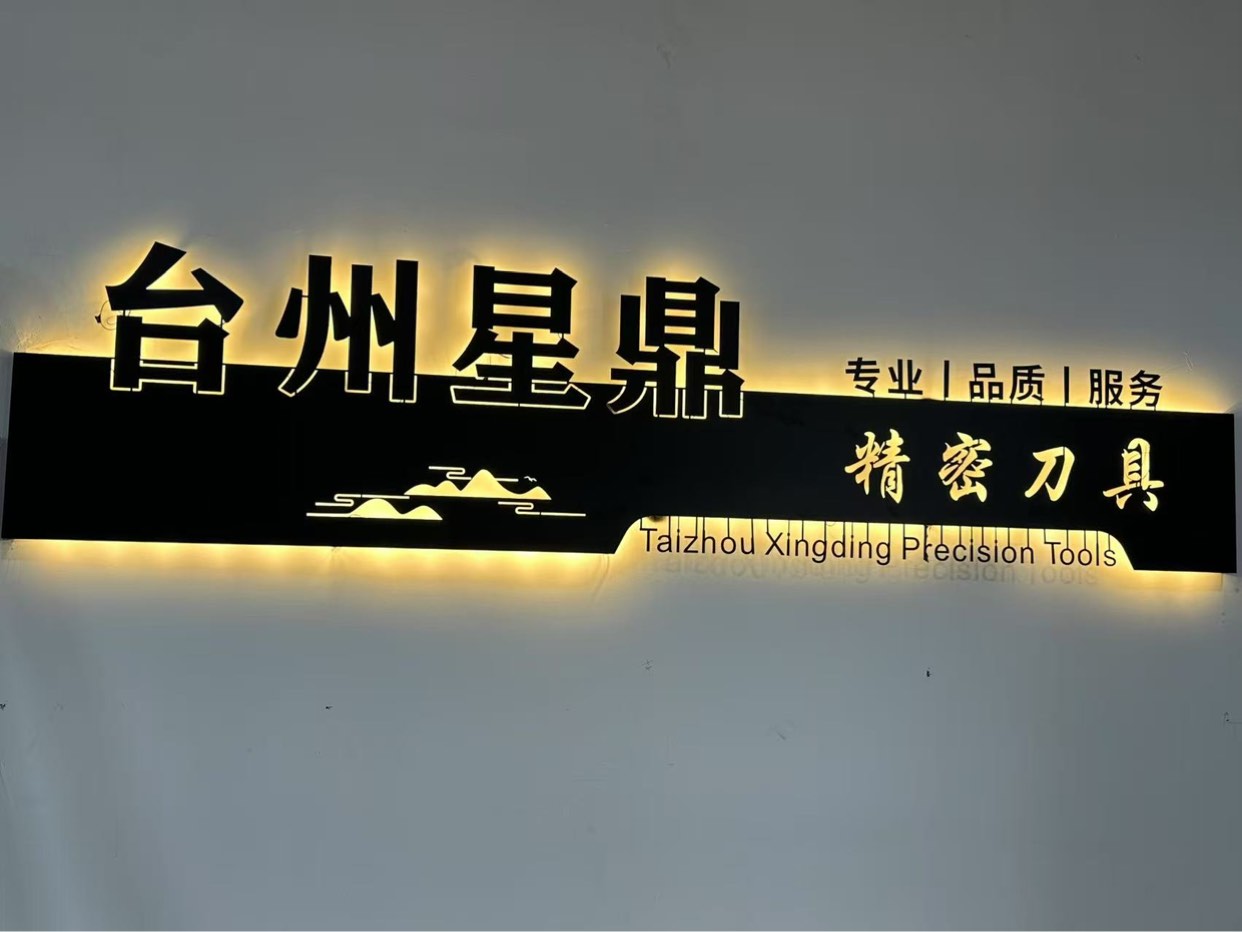 台州星鼎
专业 | 品质 | 服务
精密刀具
Taizhou Xingding Precision Tools